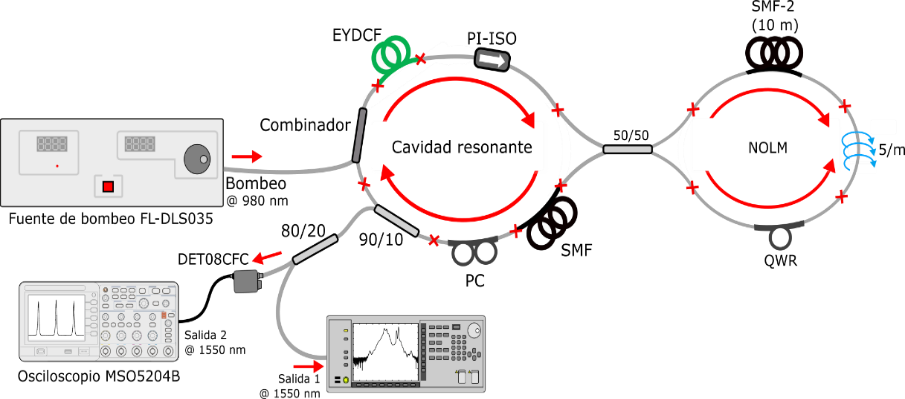 SMF-2
(10 m)
EYDCF
PI-ISO
Combinador
Cavidad resonante
50/50
NOLM
5/m
Bombeo
@ 980 nm
Fuente de bombeo FL-DLS035
80/20
90/10
SMF
PC
QWR
DET08CFC
Salida 2
@ 1550 nm
Osciloscopio MSO5204B
Salida 1
@ 1550 nm